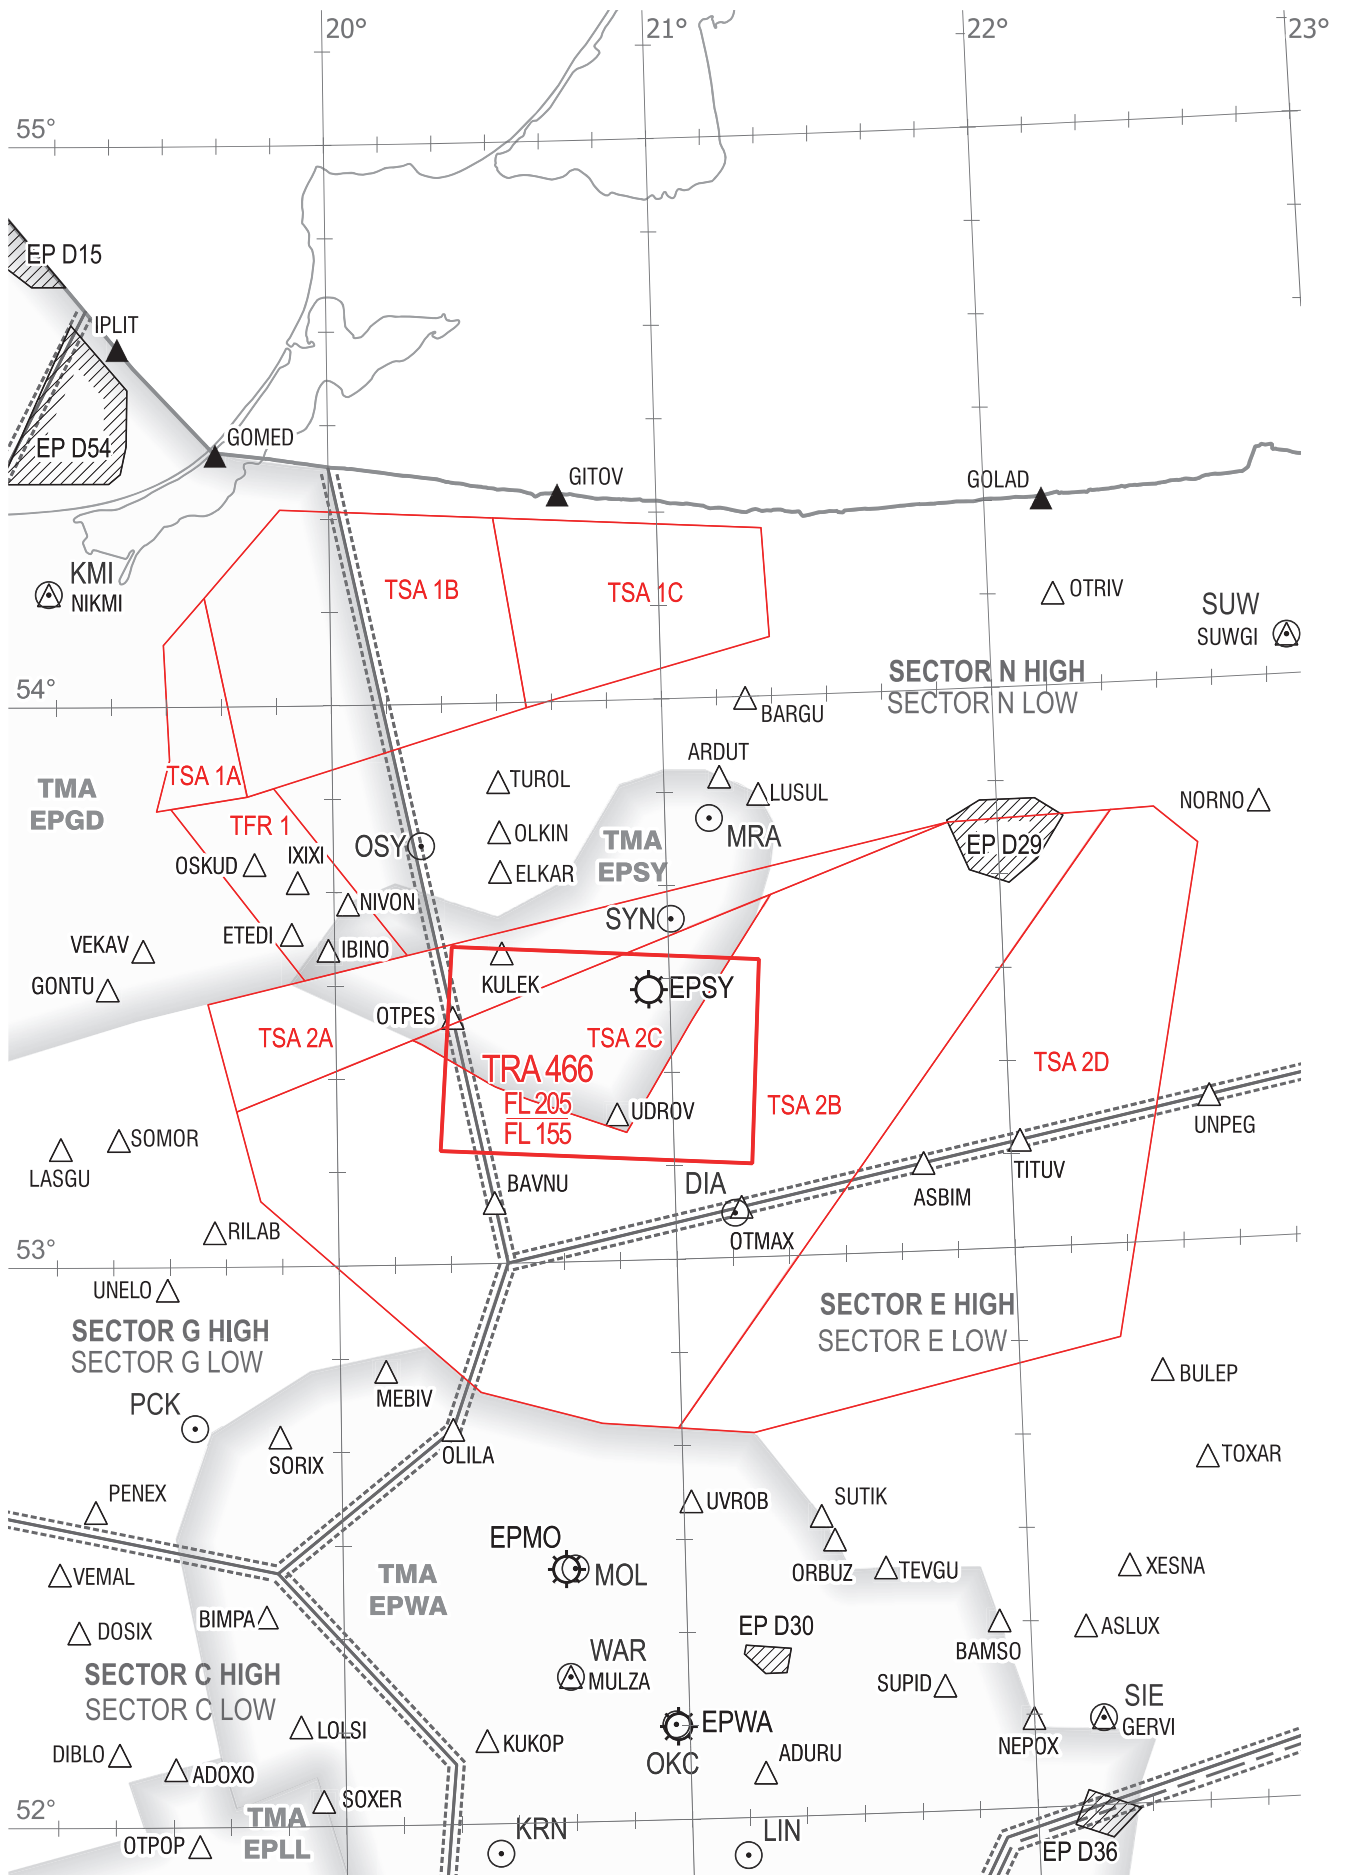 20°
21°
22°
23°
55°
EP D15
IPLIT
EP D54
GOMED
GITOV
GOLAD
KMI
NIKMI
TSA 1B
TSA 1C
OTRIV
SUW
SUWGI
54°
SECTOR N HIGH
SECTOR N LOW
BARGU
ARDUT
TSA 1A
TUROL
LUSUL
TMA
EPGD
NORNO
TFR 1
OSY
OLKIN
TMA
EPSY
MRA
EP D29
OSKUD
IXIXI
ELKAR
NIVON
SYN
VEKAV
ETEDI
IBINO
GONTU
KULEK
EPSY
OTPES
TSA 2A
TSA 2C
TRA 466
FL 205
FL 155
TSA 2D
TSA 2B
UDROV
UNPEG
SOMOR
LASGU
TITUV
ASBIM
BAVNU
DIA
OTMAX
RILAB
53°
UNELO
SECTOR G HIGH
SECTOR G LOW
SECTOR E HIGH
SECTOR E LOW
MEBIV
BULEP
PCK
SORIX
OLILA
TOXAR
PENEX
UVROB
SUTIK
EPMO
MOL
ORBUZ
TEVGU
XESNA
VEMAL
TMA
EPWA
DOSIX
BIMPA
EP D30
ASLUX
BAMSO
SECTOR C HIGH
SECTOR C LOW
WAR
MULZA
SUPID
SIE
GERVI
LOLSI
KUKOP
EPWA
OKC
NEPOX
DIBLO
ADOXO
ADURU
52°
SOXER
TMA
EPLL
OTPOP
KRN
LIN
EP D36